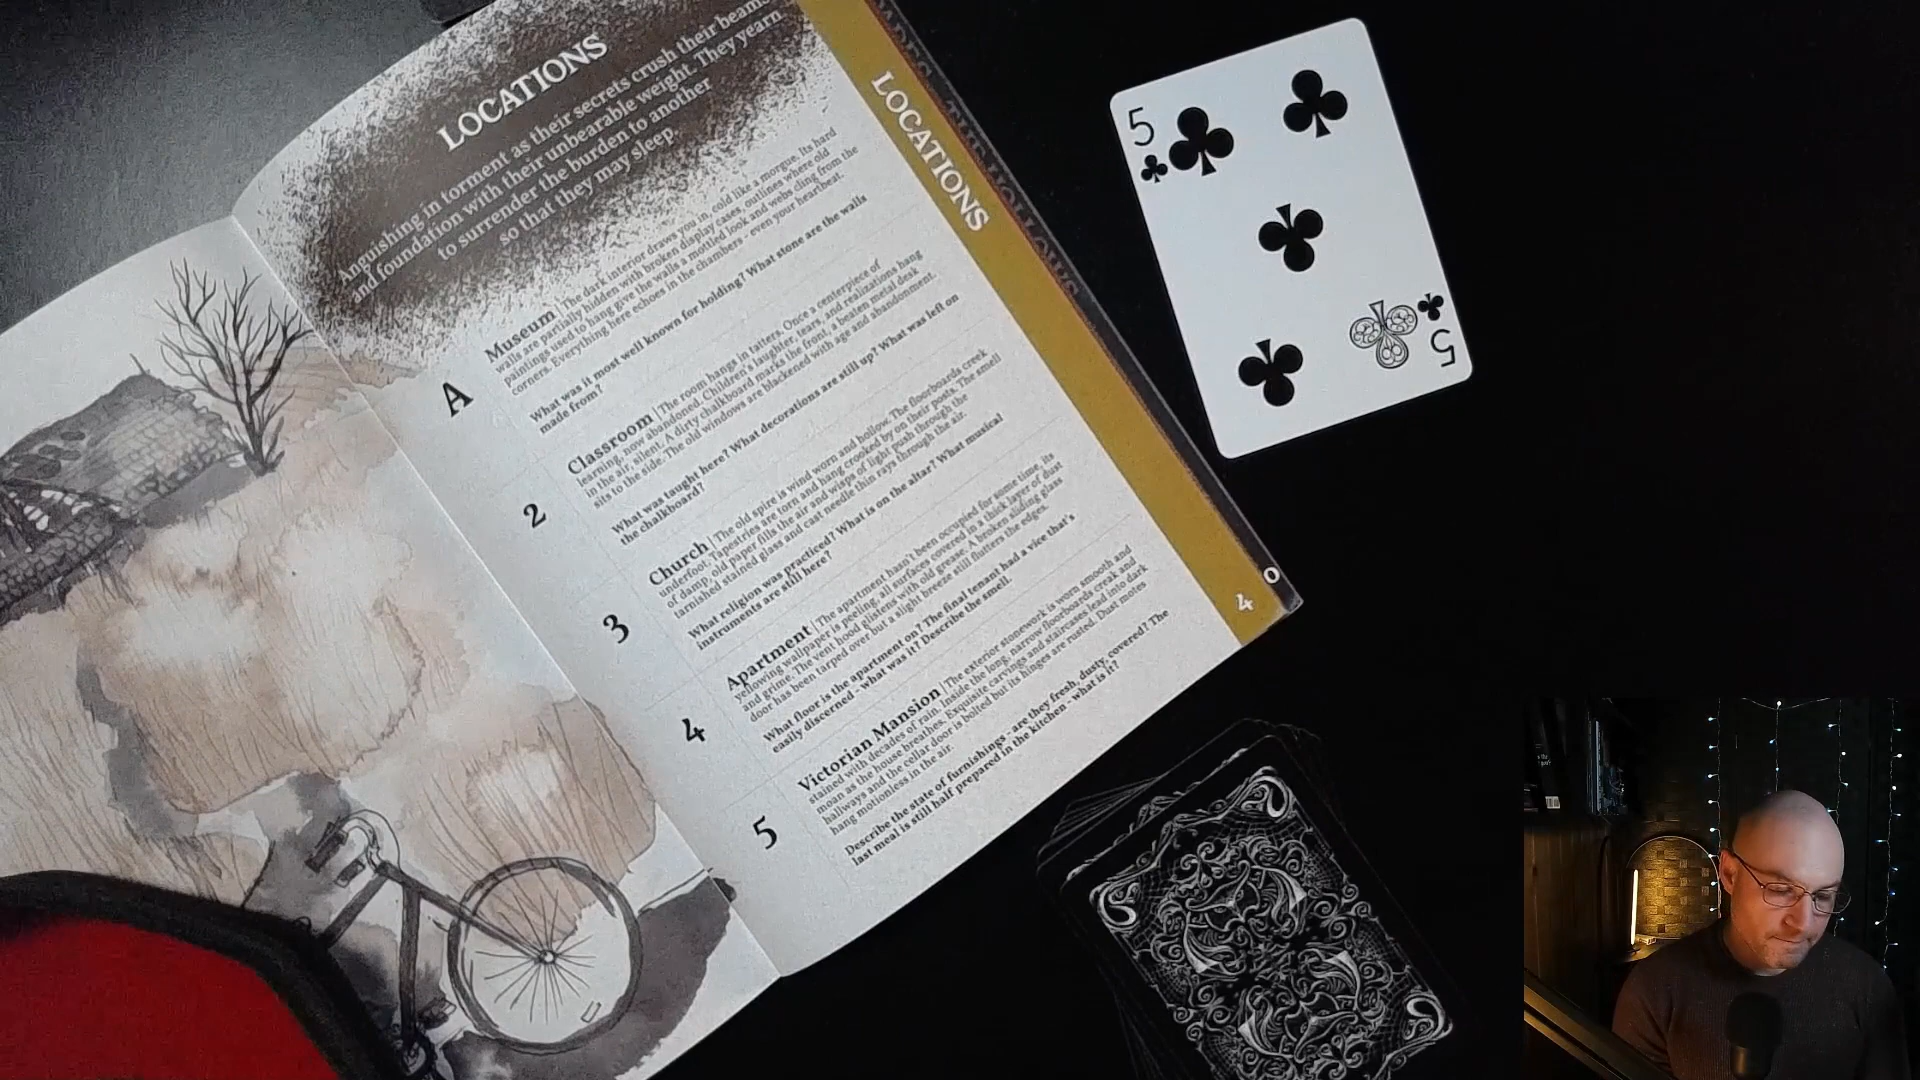 LOCATIONS
Anguishing in torment as their secrets crush their beams
and foundation with their unbearable weight. They yearn
to surrender the burden to another
so that they may sleep.
A
Museum | The dark interior draws you in, cold like a morgue. Its hard
walls are partially hidden with broken display cases, outlines where old
paintings used to hang give the walls a mottled look and webs cling from the
corners. Everything here echoes in the chambers - even your heartbeat.
What was it most well known for holding? What stone are the walls
made from?
2
Classroom | The room hangs in tatters. Once a centerpiece of
learning, now abandoned. Children's laughter, tears, and realizations hang
in the air, silent. A dirty chalkboard marks the front, a beaten metal desk
sits to the side. The old windows are blackened with age and abandonment.
What was taught here? What decorations are still up? What was left on
the chalkboard?
3
Church | The old spire is wind worn and hollow. The floorboards creek
underfoot. Tapestries are torn and hang crooked by on their posts. The smell
of damp, old paper fills the air and wisps of light push through the
tarnished stained glass and cast needle thin rays through the air.
What religion was practiced? What is on the altar? What musical
instruments are still here?
4
Apartment | The apartment hasn't been occupied for some time, its
yellowing wallpaper is peeling, all surfaces covered in a thick layer of dust
and grime. The vent hood glistens with old grease. A broken sliding glass
door has been tarped over but a slight breeze still flutters the edges.
What floor is the apartment on? The final tenant had a vice that's
easily discerned - what was it? Describe the smell.
5
Victorian Mansion | The exterior stonework is worn smooth and
stained with decades of rain. Inside the long, narrow floorboards creak and
moan as the house breathes. Exquisite carvings and staircases lead into dark
hallways and the cellar door is bolted but its hinges are rusted. Dust motes
hang motionless in the air.
Describe the state of furnishings - are they fresh, dusty, covered? The
last meal is still half prepared in the kitchen - what is it?
LOCATIONS
4
5
5